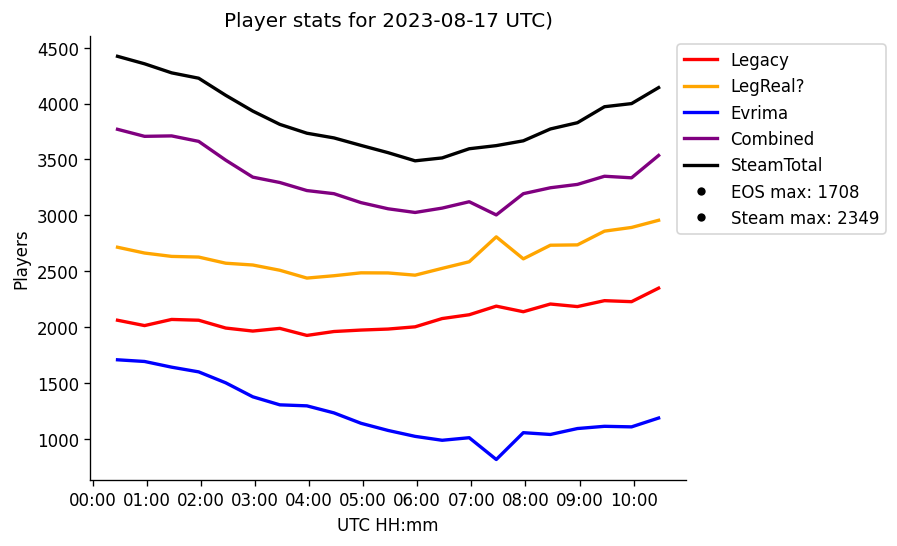 Player stats for 2023-08-17 UTC)
Legacy
LegReal?
Evrima
Combined
SteamTotal
EOS max: 1708
Steam max: 2349
Players
4500
4000
3500
3000
2500
2000
1500
1000
00:00 01:00 02:00 03:00 04:00 05:00 06:00 07:00 08:00 09:00 10:00
UTC HH:mm